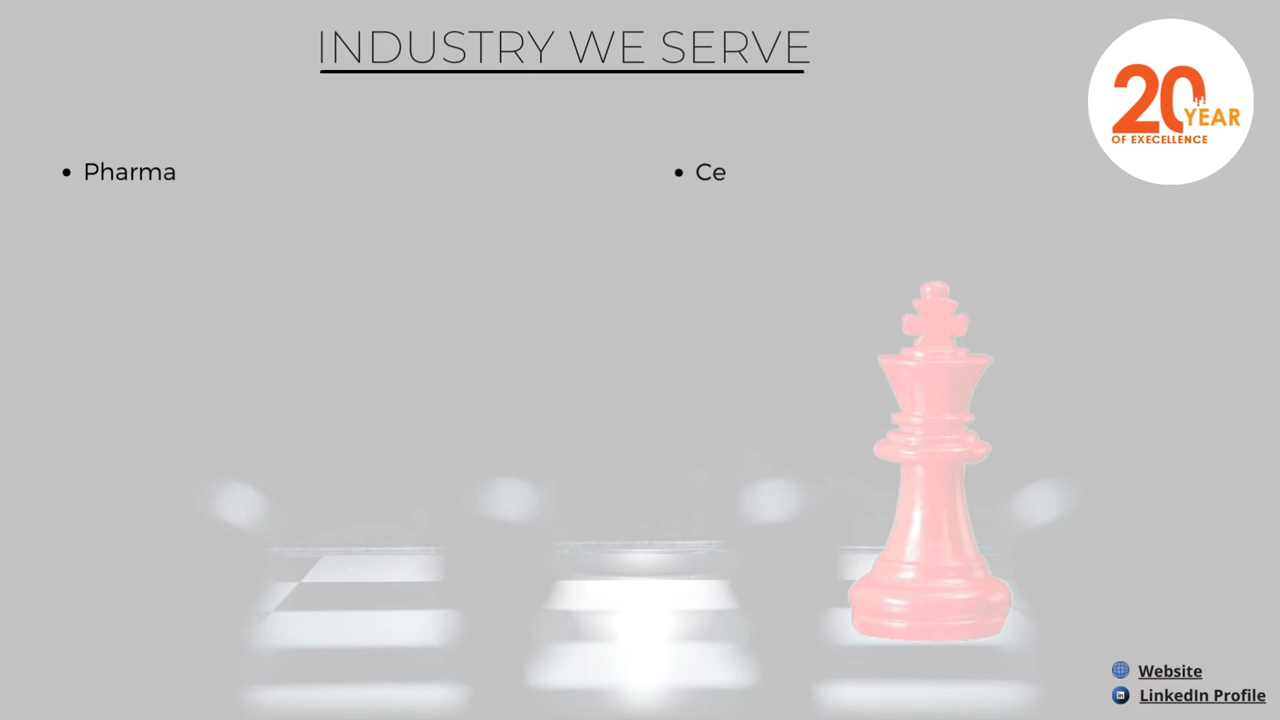 INDUSTRY WE SERVE
20
YEAR
OF EXECELLENCE
• Pharma
• Ce
Website
LinkedIn Profile